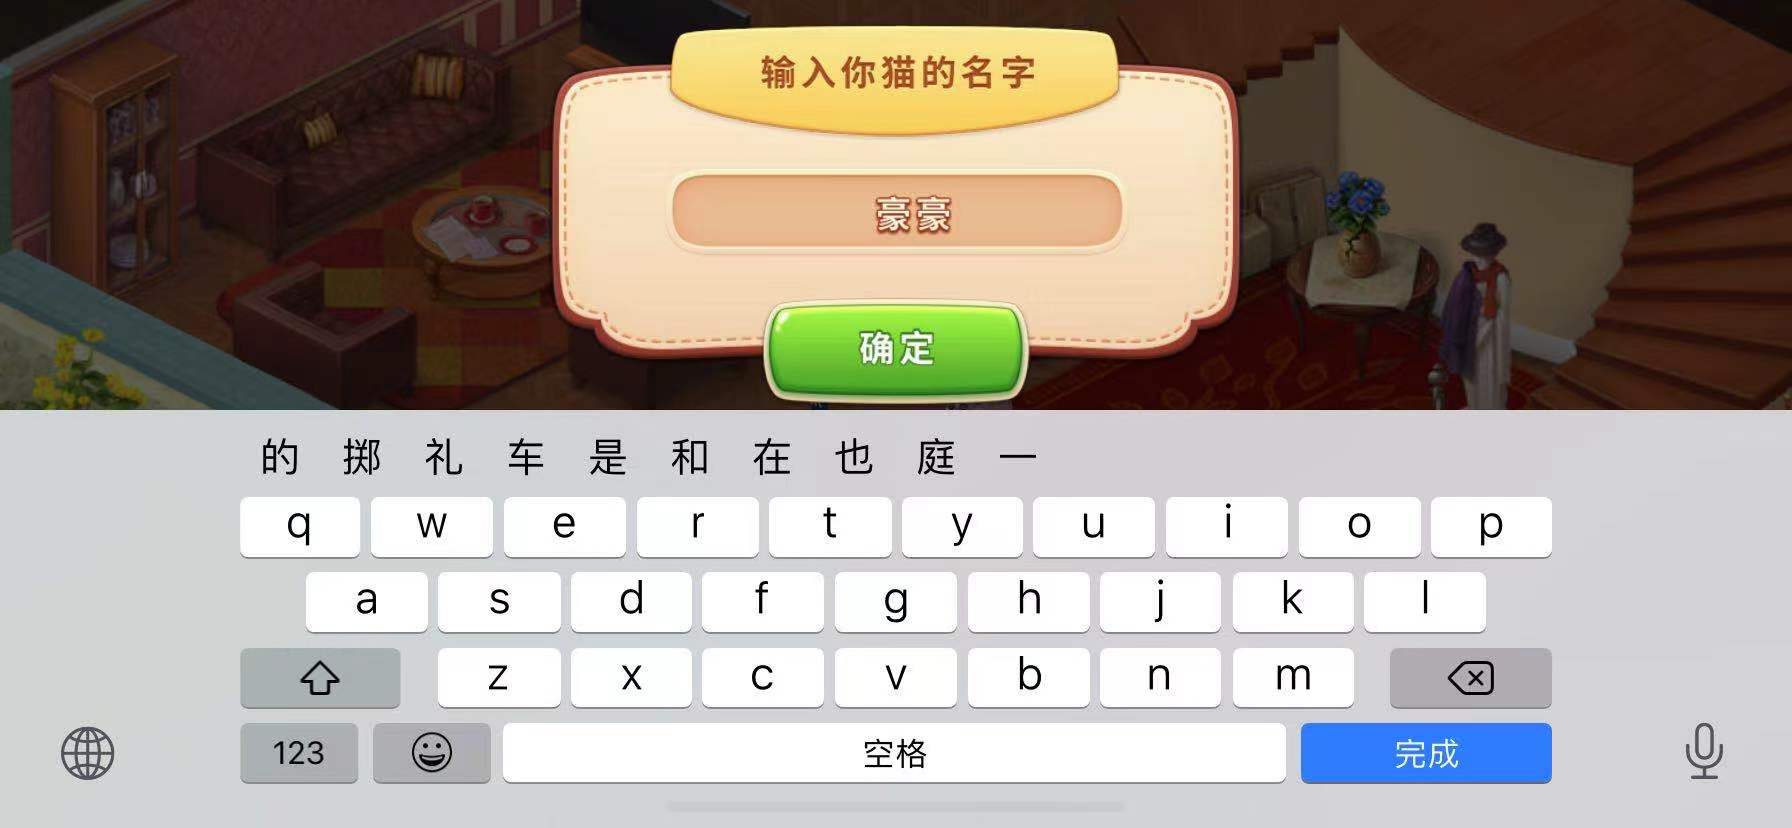 输入你猫的名字
豪豪
确定
的 掷 礼 车 是 和 在 也 庭 一
q w e r t y u i o p
a s d f g h j k l
z x c v b n m
123 空格 完成